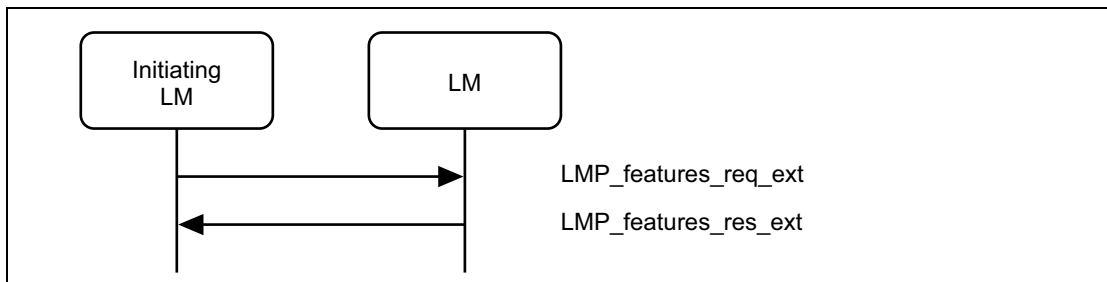 Initiating
LM
LM
LMP_features_req_ext
LMP_features_res_ext